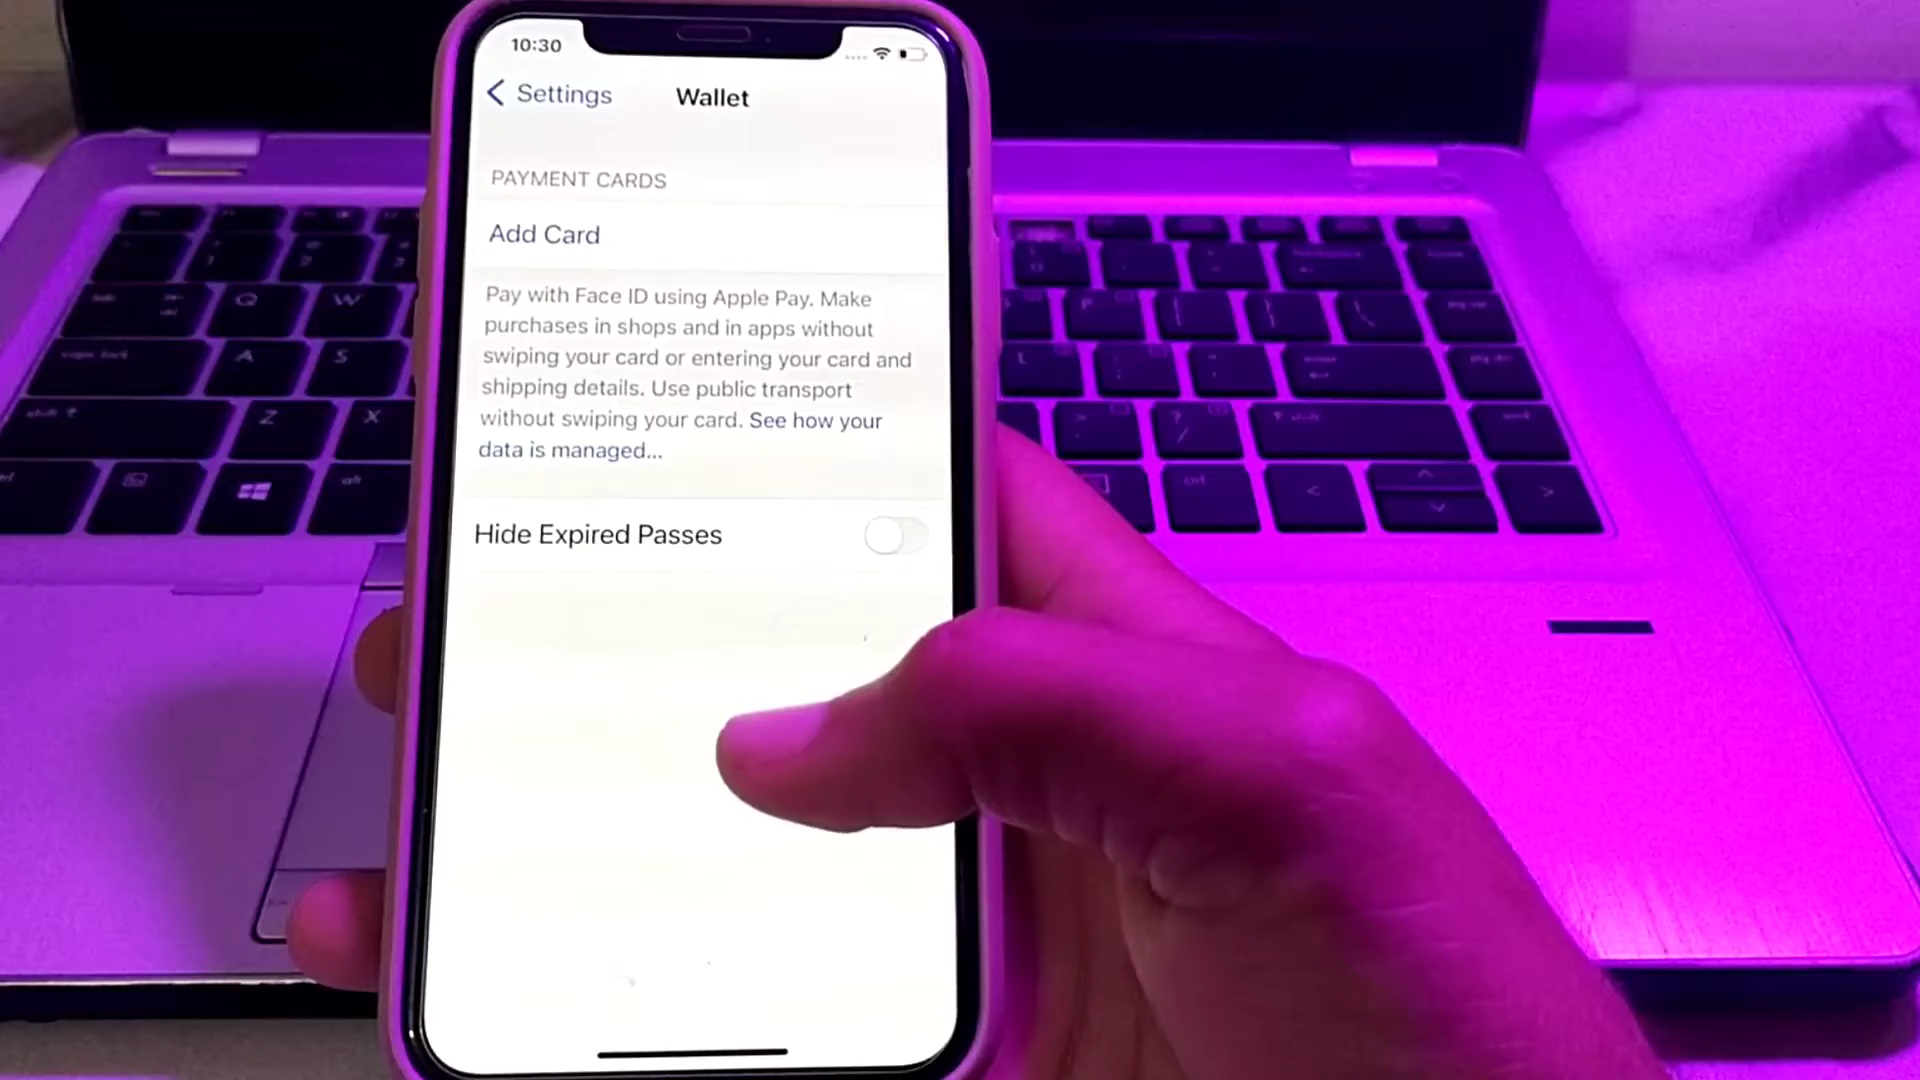 10:30
Settings
Wallet
PAYMENT CARDS
Add Card
Pay with Face ID using Apple Pay. Make
purchases in shops and in apps without
swiping your card or entering your card and
shipping details. Use public transport
without swiping your card. See how your
data is managed...
Hide Expired Passes
Q
W
A
S
Z
X
alt
P
L